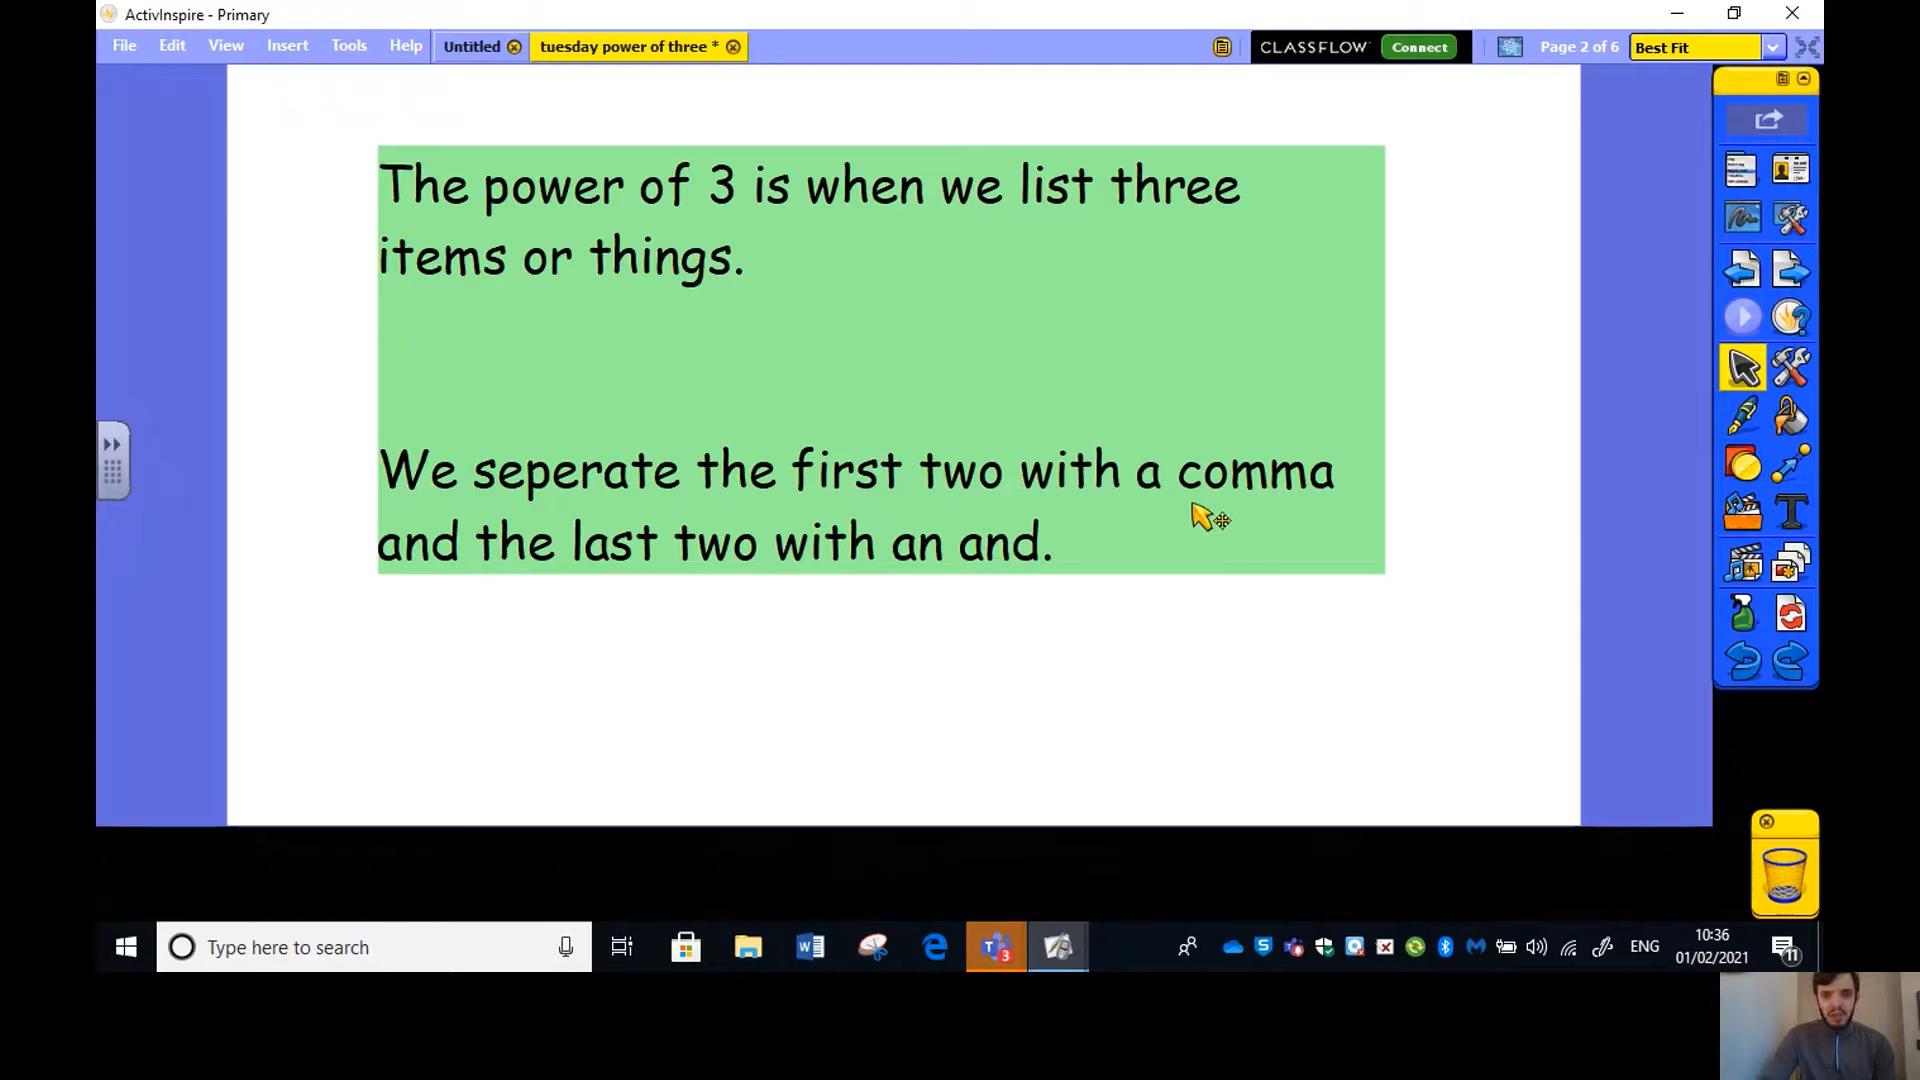 ActivInspire - Primary
File Edit View Insert Tools Help Untitled tuesday power of three * CLASSFLOW Connect Page 2 of 6 Best Fit
The power of 3 is when we list three
items or things.
We seperate the first two with a comma
and the last two with an and.
Type here to search
3
ENG
10:36
01/02/2021
11